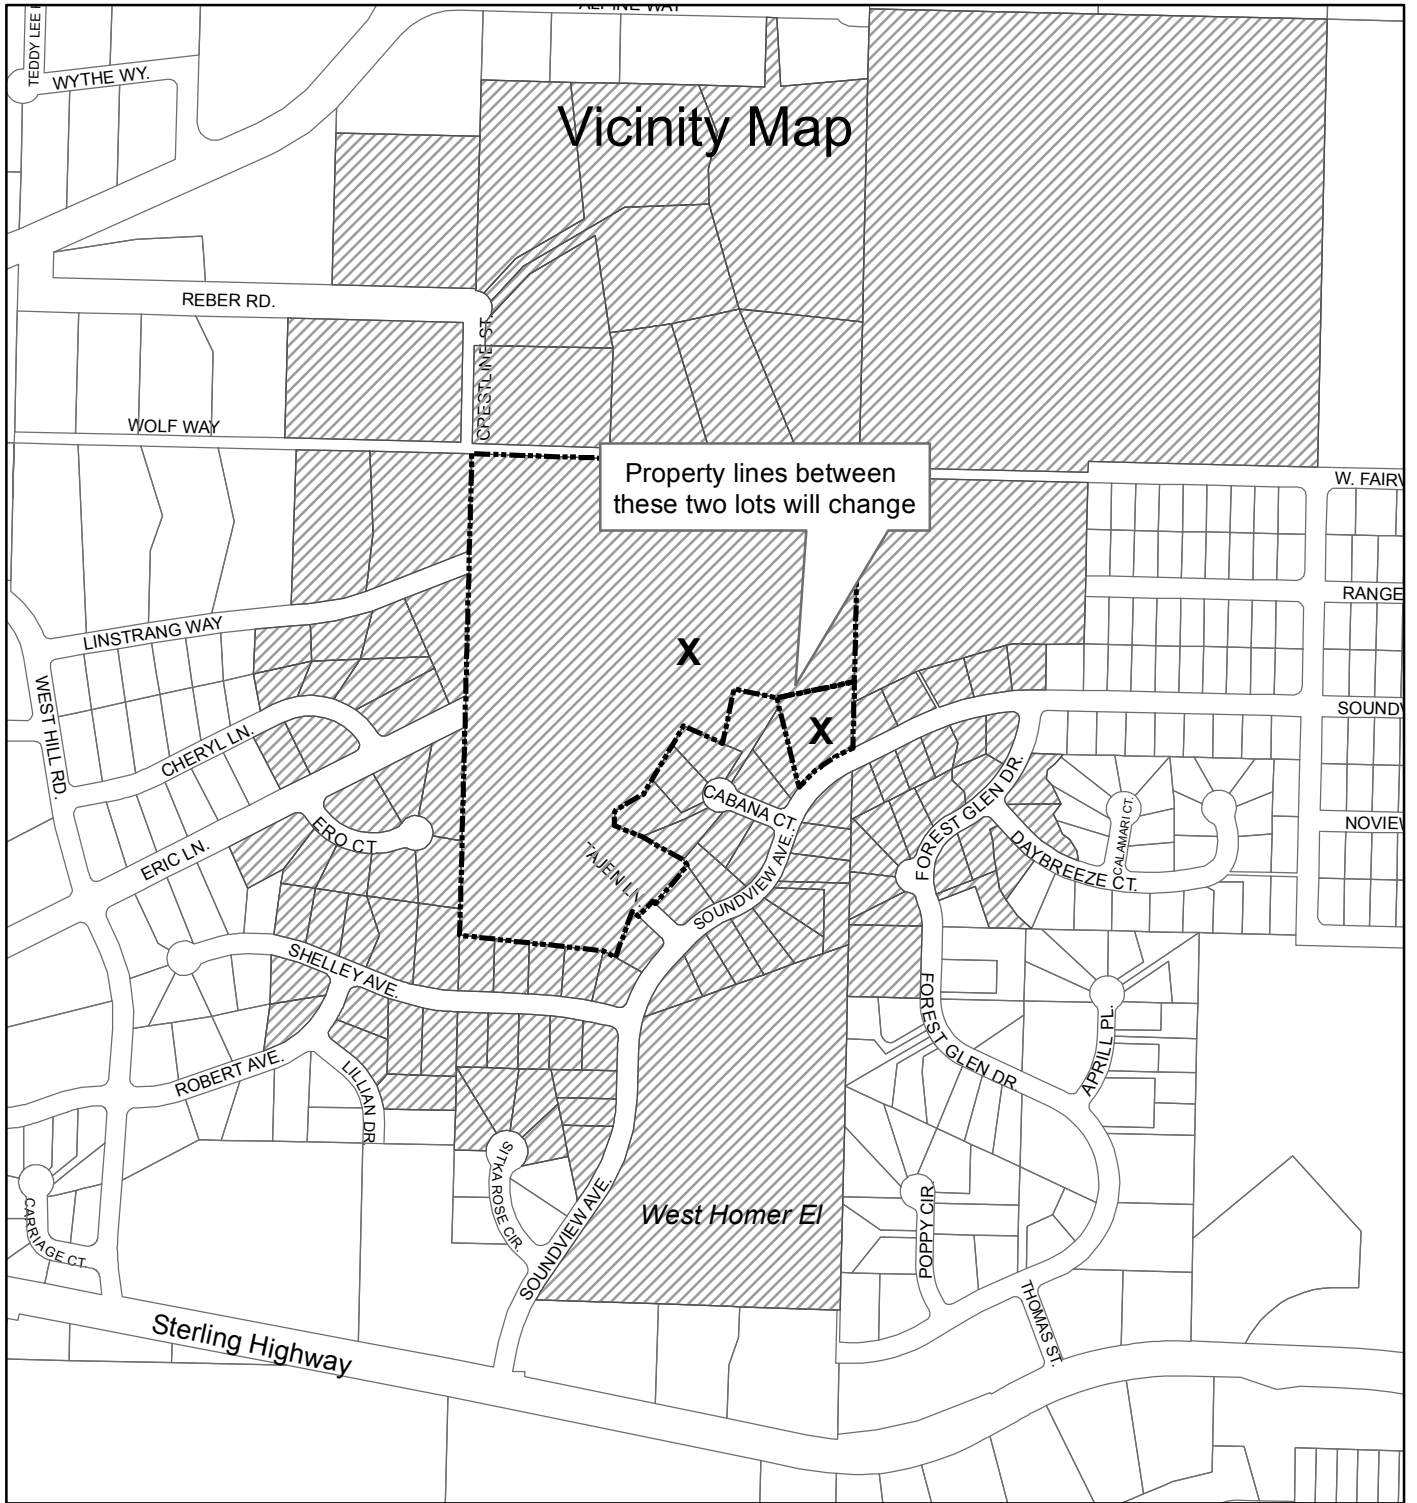 ALPINE WAY
TEDDY LEE
WYTHE WY.
Vicinity Map
REBER RD.
CRESTLINE ST.
WOLF WAY
Property lines between
these two lots will change
W. FAIRV
RANGE
LINSTRANG WAY
X
WEST HILL RD.
SOUNDV
CHERYL LN.
X
FOREST GLEN DR.
CABANA CT.
CALAMARI CT.
NOVIEW
ERO CT
ERIC LN.
DAYBREEZE CT.
TAJEN LN.
SOUNDVIEW AVE.
SHELLEY AVE.
FOREST GLEN DR
APRILL PL.
ROBERT AVE.
LILLIAN DR
SITKA ROSE CIR.
West Homer El
POPPY CIR
CARRIAGE CT.
SOUNDVIEW AVE.
THOMAS ST.
Sterling Highway